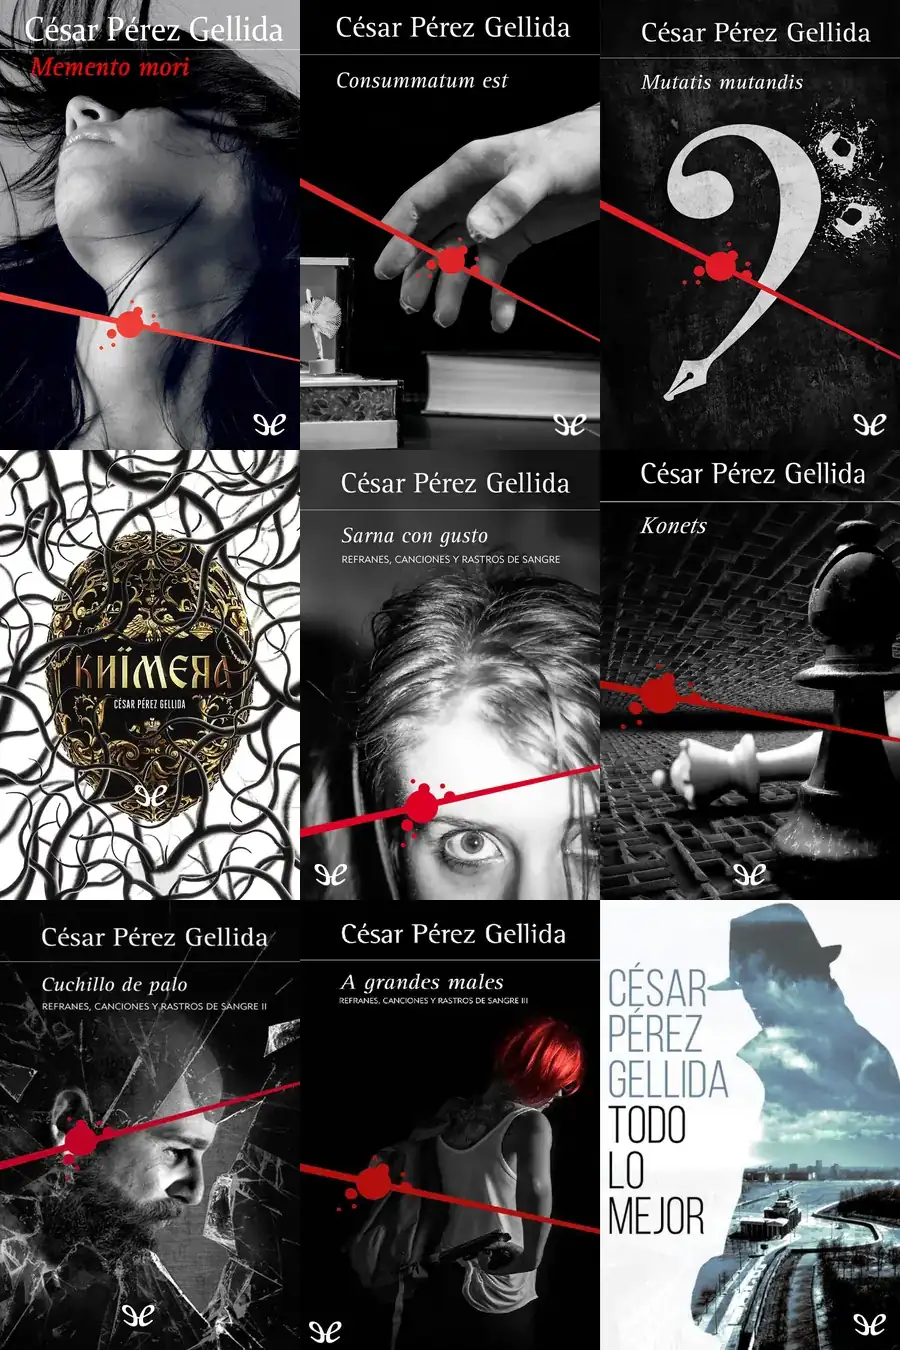 César Pérez Gellida
Memento mori
César Pérez Gellida
Consummatum est
César Pérez Gellida
Mutatis mutandis
KHÏMERA
CÉSAR PÉREZ GELLIDA
César Pérez Gellida
Sarna con gusto
REFRANES, CANCIONES Y RASTROS DE SANGRE
César Pérez Gellida
Konets
César Pérez Gellida
Cuchillo de palo
REFRANES, CANCIONES Y RASTROS DE SANGRE II
César Pérez Gellida
A grandes males
REFRANES, CANCIONES Y RASTROS DE SANGRE III
CÉSAR
PÉREZ
GELLIDA
TODO
LO
MEJOR